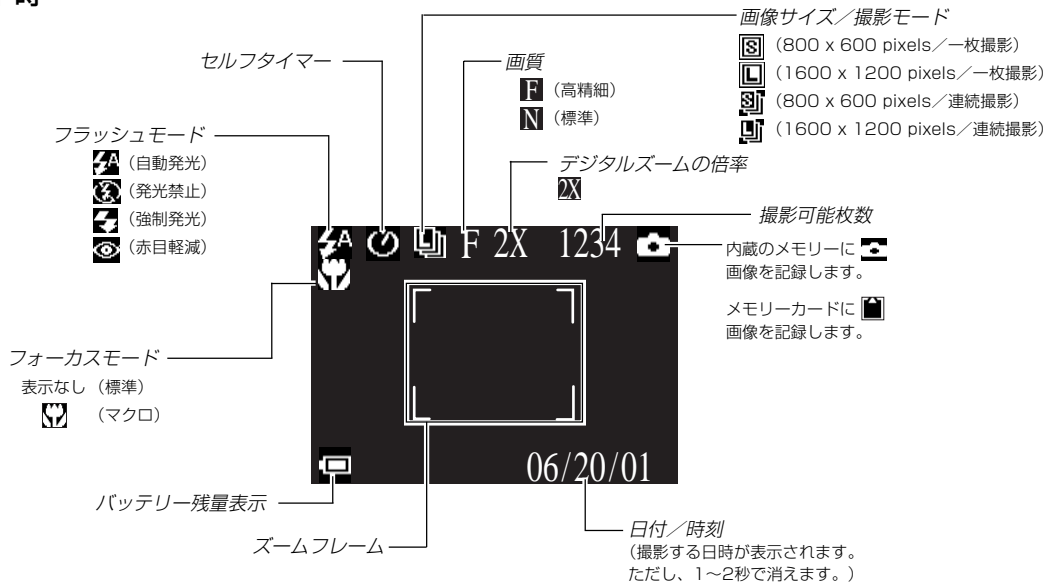 時
画像サイズ／撮影モード
S （800 x 600 pixels／一枚撮影）
L （1600 x 1200 pixels／一枚撮影）
S （800 x 600 pixels／連続撮影）
L （1600 x 1200 pixels／連続撮影）
セルフタイマー
画質
F （高精細）
N （標準）
フラッシュモード
A （自動発光）
（発光禁止）
（強制発光）
（赤目軽減）
デジタルズームの倍率
2X
撮影可能枚数
内蔵のメモリーに
画像を記録します。
メモリーカードに
画像を記録します。
A L F 2X 1234
フォーカスモード
表示なし （標準）
（マクロ）
06/20/01
バッテリー残量表示
ズームフレーム
日付／時刻
（撮影する日時が表示されます。
ただし、1～2秒で消えます。）